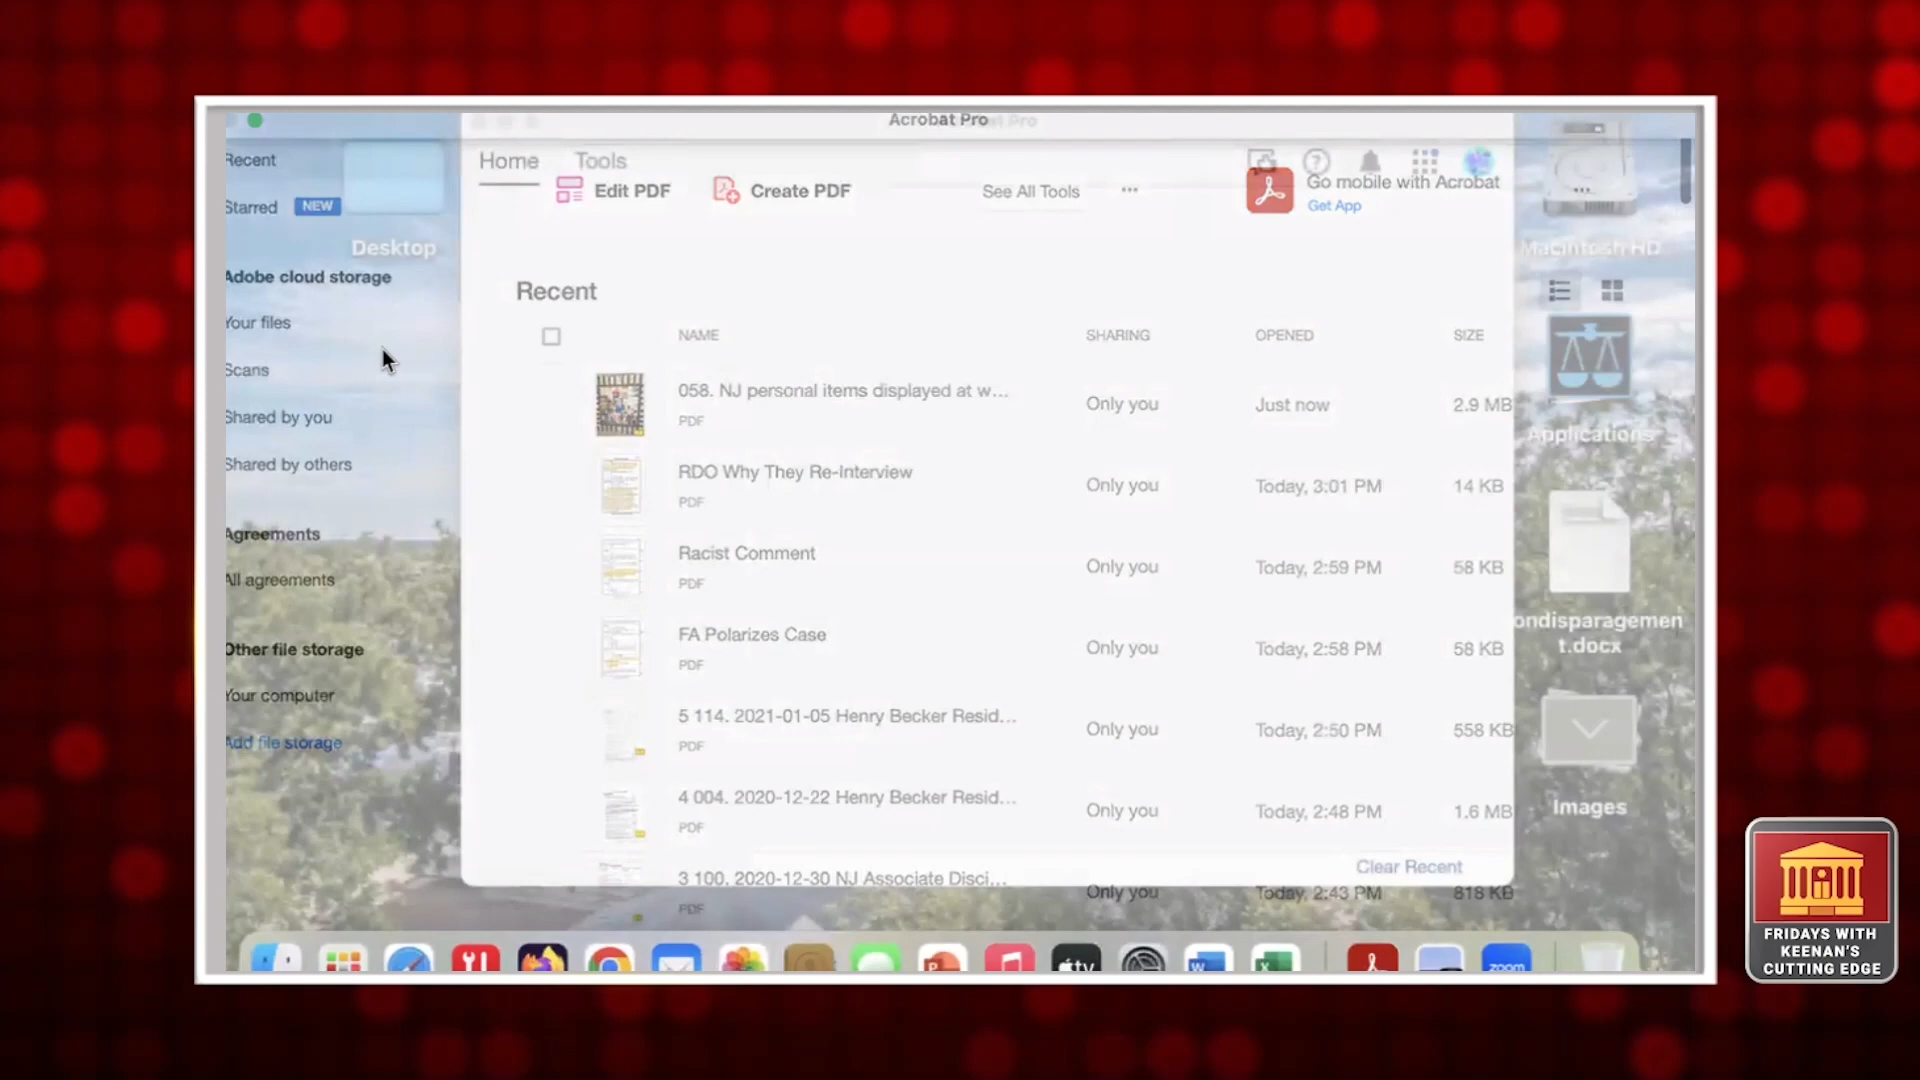 Acrobat Pro
Home Tools
Recent
Starred NEW
Edit PDF Create PDF See All Tools ...
Go mobile with Acrobat
Get App
Desktop
Macintosh HD
Adobe cloud storage
Your files
Scans
Shared by you
Shared by others
Agreements
All agreements
Other file storage
Your computer
Add file storage
Recent
NAME SHARING OPENED SIZE
058. NJ personal items displayed at w... Only you Just now 2.9 MB
PDF
RDO Why They Re-Interview Only you Today, 3:01 PM 14 KB
PDF
Racist Comment Only you Today, 2:59 PM 58 KB
PDF
FA Polarizes Case Only you Today, 2:58 PM 58 KB
PDF
5 114. 2021-01-05 Henry Becker Resid... Only you Today, 2:50 PM 558 KB
PDF
4 004. 2020-12-22 Henry Becker Resid... Only you Today, 2:48 PM 1.6 MB
PDF
3 100. 2020-12-30 NJ Associate Disci... Only you Today, 2:43 PM 818 KB
PDF
Clear Recent
Applications
ondisparagemen
t.docx
Images
tv
W
X
zoom
FRIDAYS WITH
KEENAN'S
CUTTING EDGE